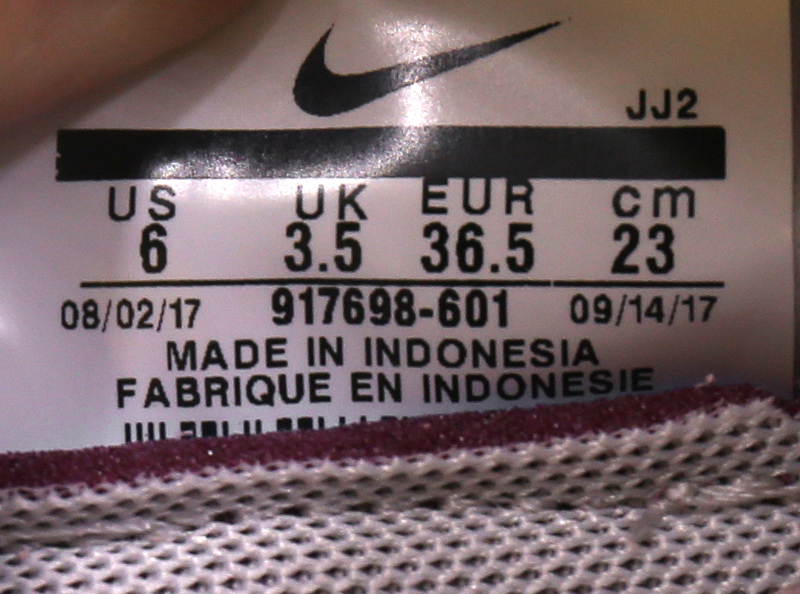 JJ2
US UK EUR cm
6 3.5 36.5 23
08/02/17 917698-601 09/14/17
MADE IN INDONESIA
FABRIQUE EN INDONESIE